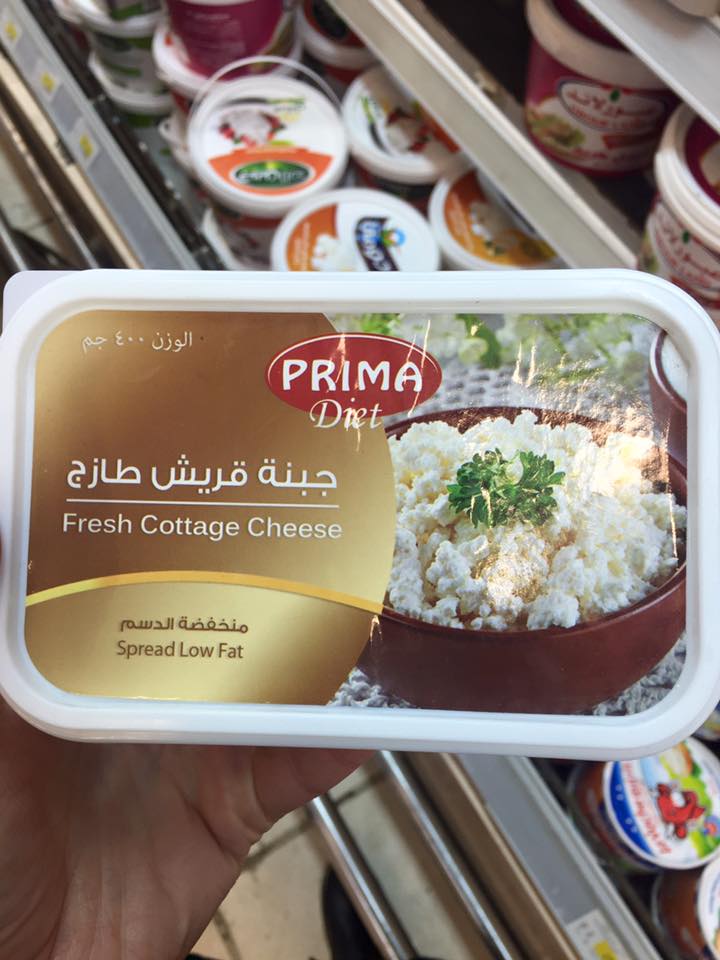 الوزن ٤٠٠ جم
PRIMA
Diet
جبنة قريش طازج
Fresh Cottage Cheese
منخفضة الدسم
Spread Low Fat